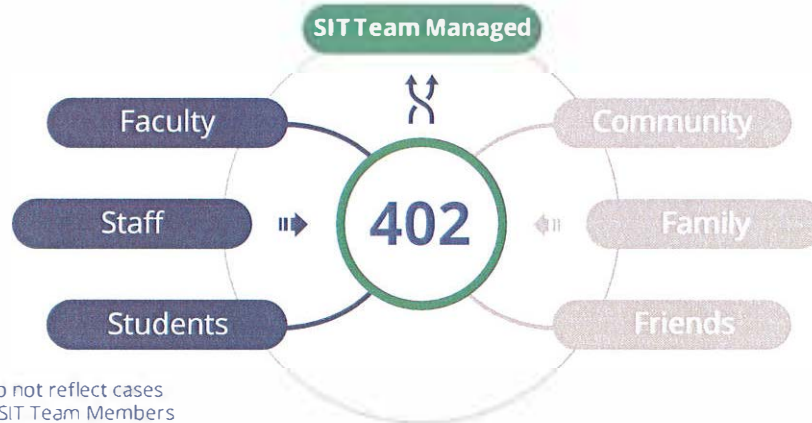 SIT Team Managed
Faculty
Community
Staff
402
Family
Students
Friends
not reflect cases
SIT Team Members